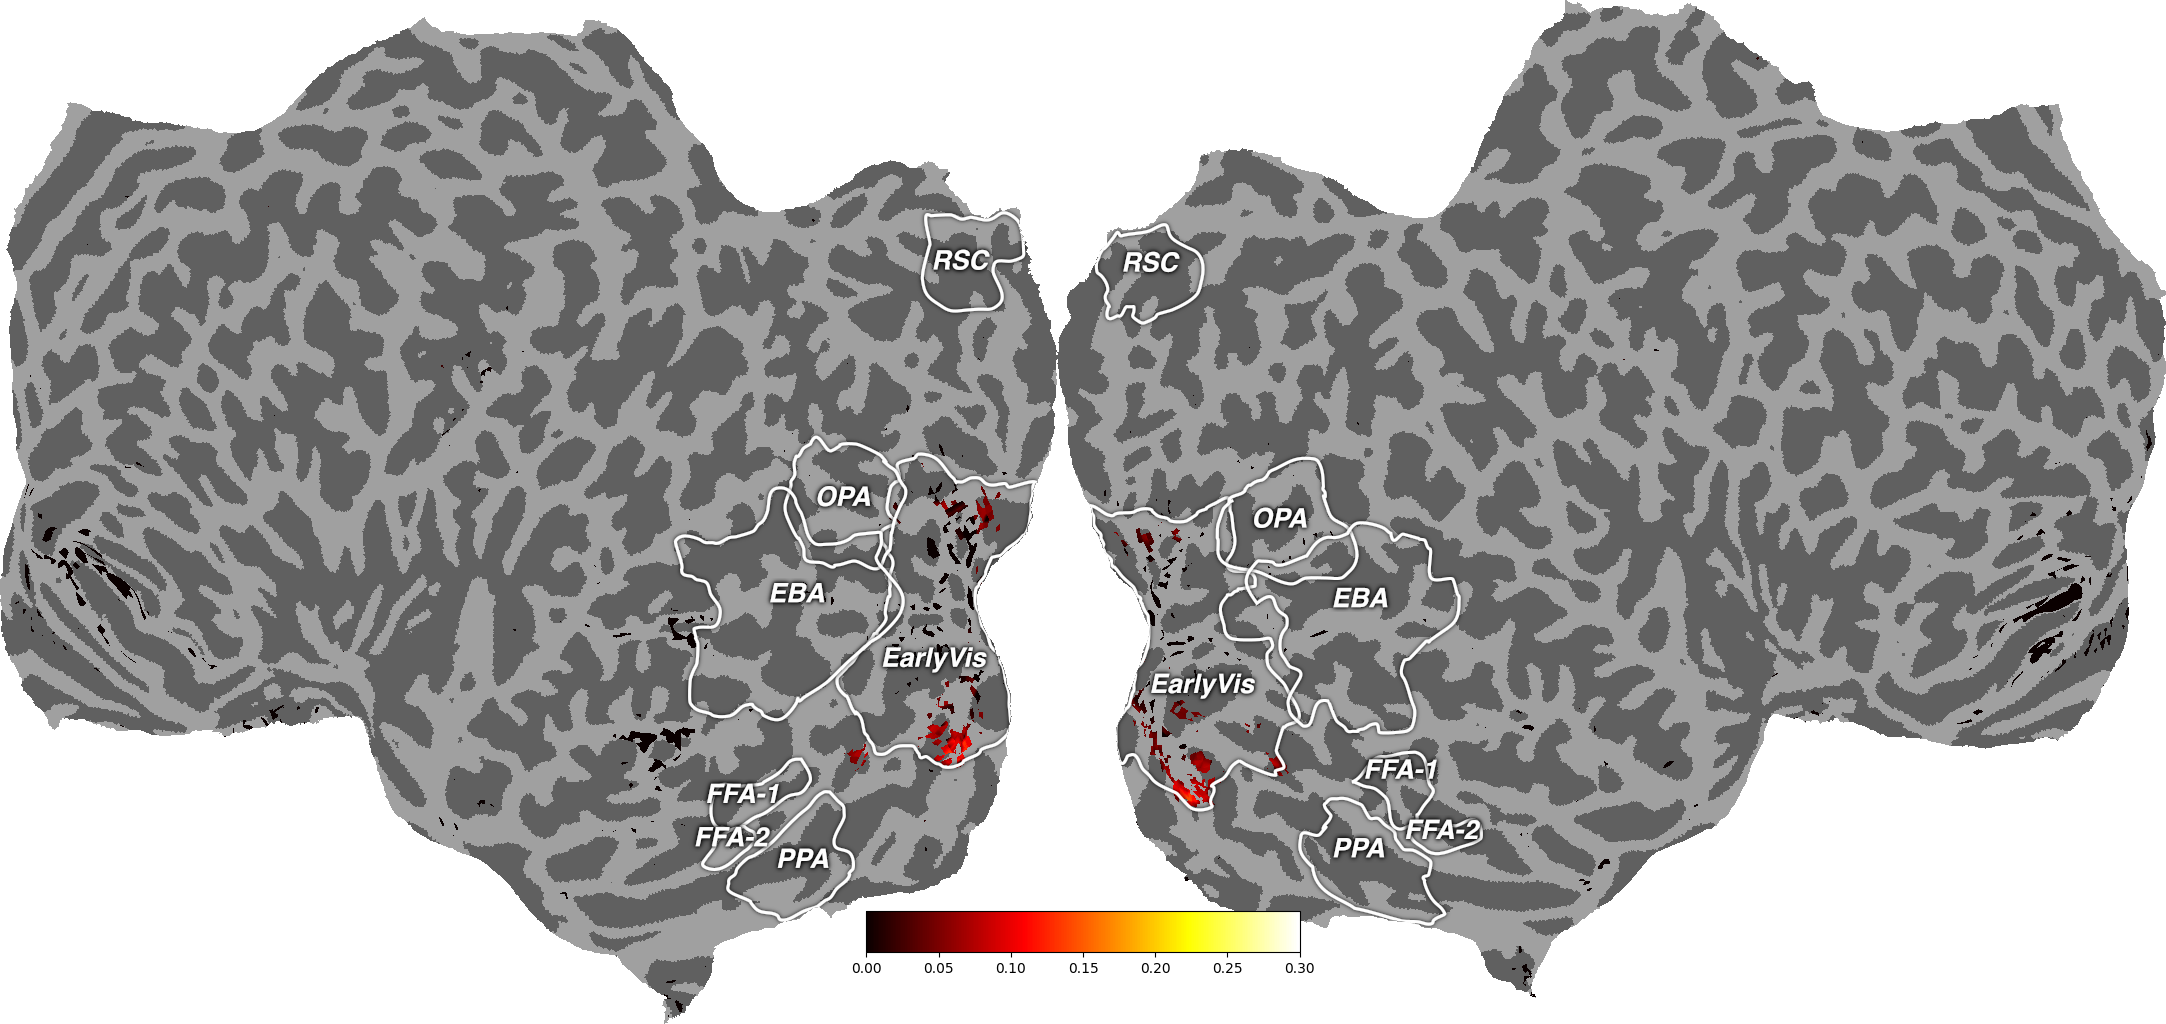 RSC RSC
OPA OPA
EBA EBA
EarlyVis EarlyVis
FFA-1 FFA-1
FFA-2 FFA-2
PPA PPA
0.00 0.05 0.10 0.15 0.20 0.25 0.30